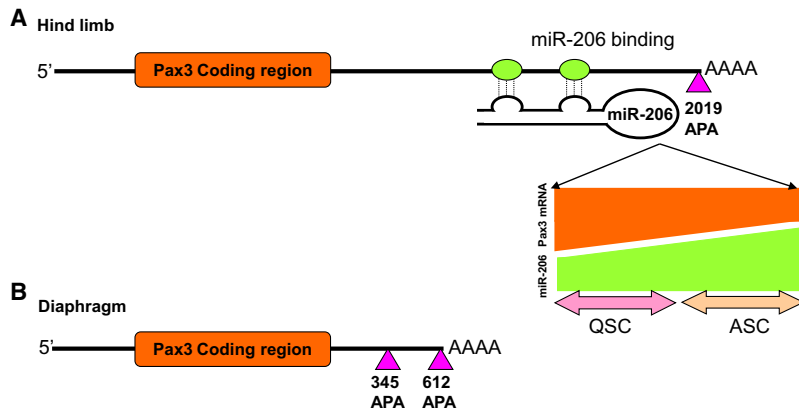 A
Hind limb
miR-206 binding
5’
Pax3 Coding region
AAAA
miR-206
2019
APA
Pax3 mRNA
miR-206
QSC
ASC
B
Diaphragm
5’
Pax3 Coding region
AAAA
345
APA
612
APA